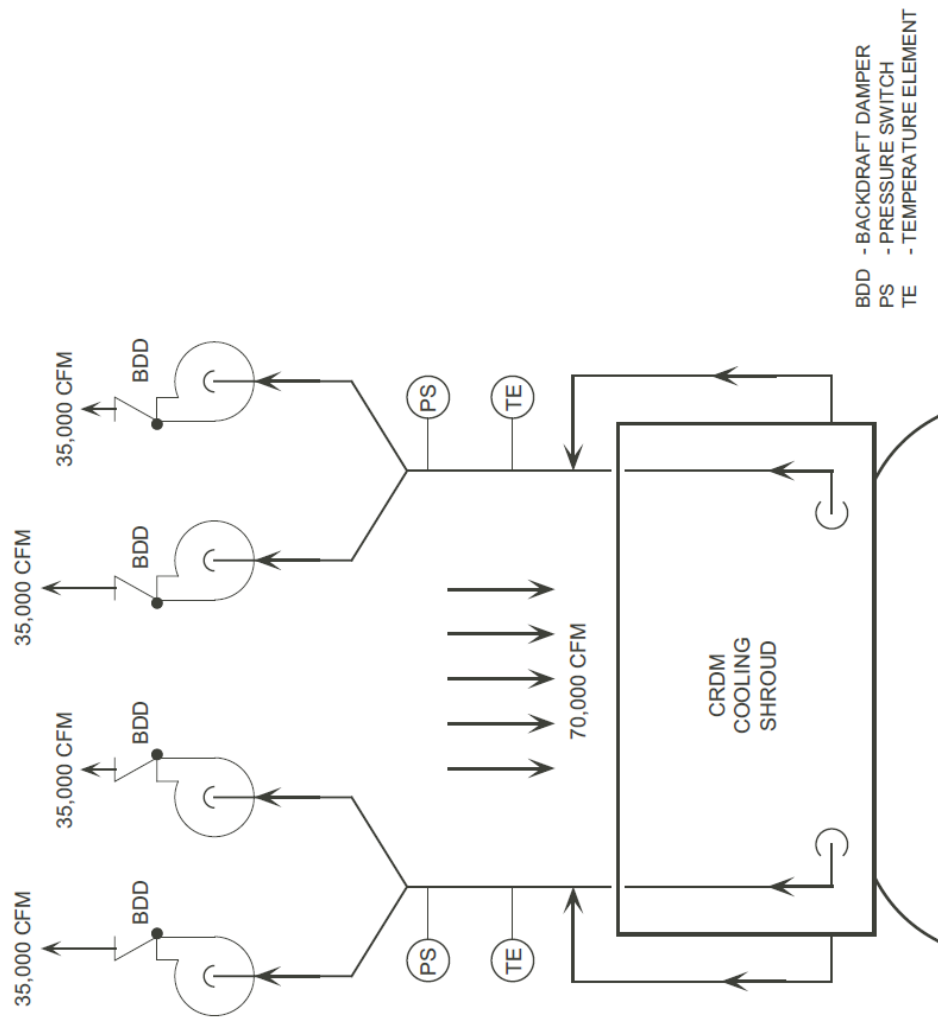 35,000 CFM
35,000 CFM
35,000 CFM
35,000 CFM
BDD
BDD
BDD
BDD
PS
PS
TE
TE
70,000 CFM
CRDM
COOLING
SHROUD
BDD - BACKDRAFT DAMPER
PS - PRESSURE SWITCH
TE - TEMPERATURE ELEMENT